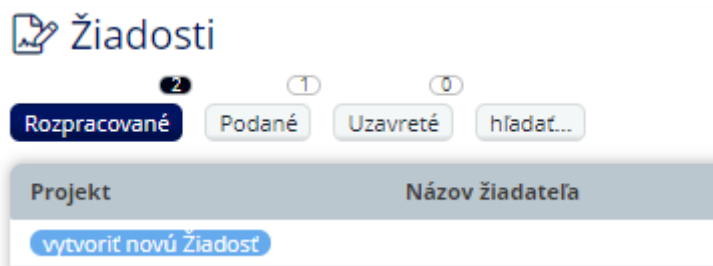 Žiadosti
2 1 0
Rozpracované Podané Uzavreté hľadať...
Projekt Názov žiadateľa
vytvoriť novú Žiadosť